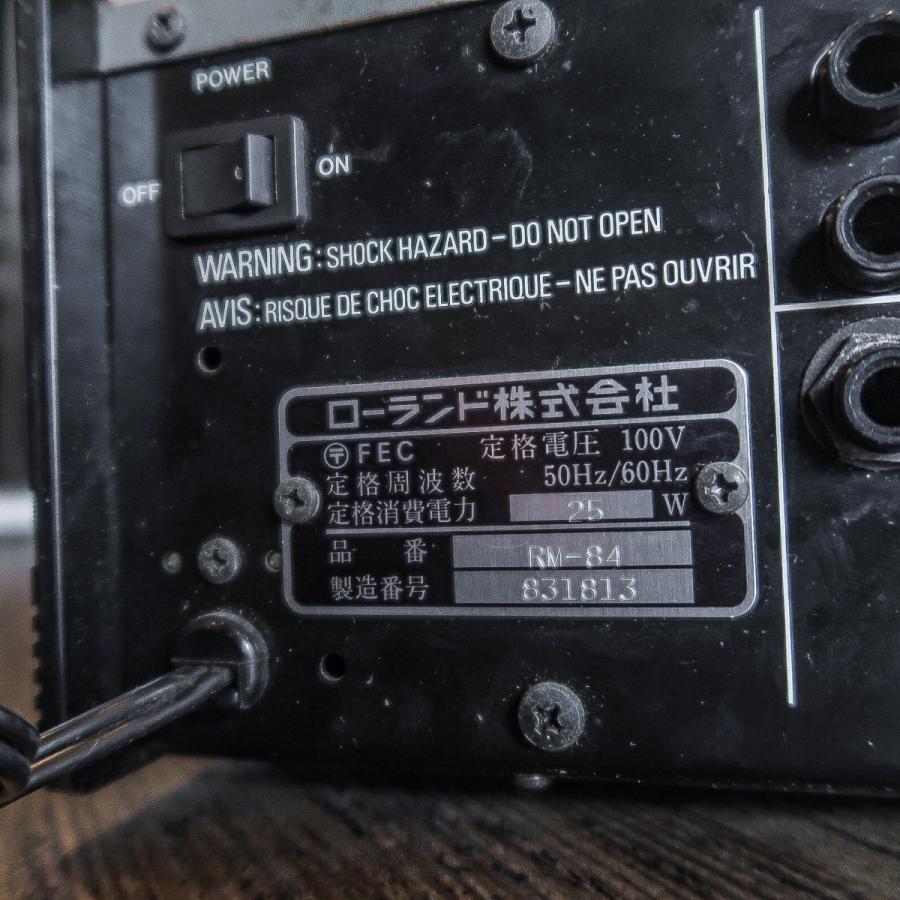 POWER
OFF
ON
WARNING: SHOCK HAZARD – DO NOT OPEN
AVIS: RISQUE DE CHOC ELECTRIQUE – NE PAS OUVRIR
ローランド株式会社
〶 FEC 定格電圧 100V
定格周波数 50Hz/60Hz
定格消費電力 25 W
品 番 RM-84
製造番号 831813